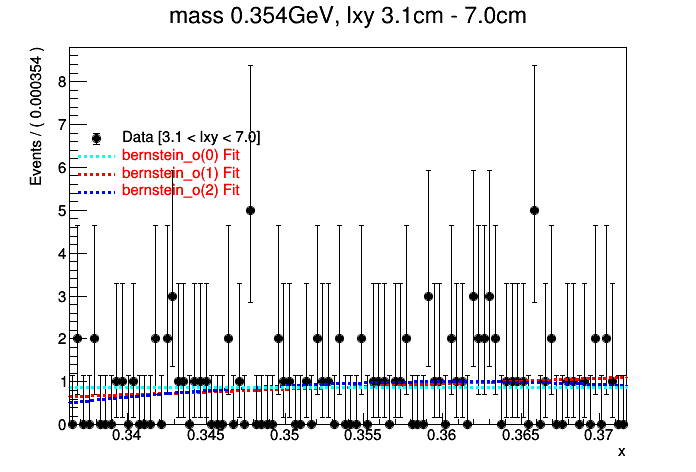 mass 0.354GeV, lxy 3.1cm - 7.0cm
Events / ( 0.000354 )
8
7
6
5
4
3
2
1
0
Data [3.1 < lxy < 7.0]
bernstein_o(0) Fit
bernstein_o(1) Fit
bernstein_o(2) Fit
0.34 0.345 0.35 0.355 0.36 0.365 0.37
x